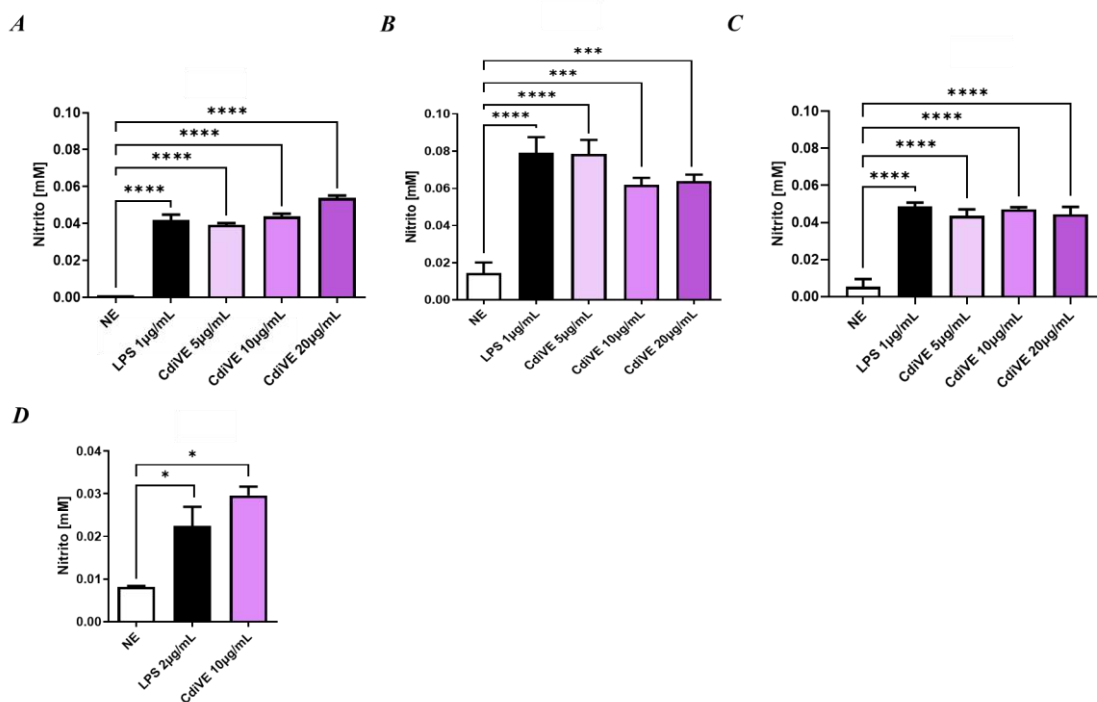 A
****
****
****
****
0.10
0.08
0.06
0.04
0.02
0.00
Nitrito [mM]
NE
LPS 1µg/mL
CdiVE 5µg/mL
CdiVE 10µg/mL
CdiVE 20µg/mL
B
***
***
****
****
0.10
0.08
0.06
0.04
0.02
0.00
Nitrito [mM]
NE
LPS 1µg/mL
CdiVE 5µg/mL
CdiVE 10µg/mL
CdiVE 20µg/mL
C
****
****
****
****
0.10
0.08
0.06
0.04
0.02
0.00
Nitrito [mM]
NE
LPS 1µg/mL
CdiVE 5µg/mL
CdiVE 10µg/mL
CdiVE 20µg/mL
D
*
*
0.04
0.03
0.02
0.01
0.00
Nitrito [mM]
NE
LPS 2µg/mL
CdiVE 10µg/mL